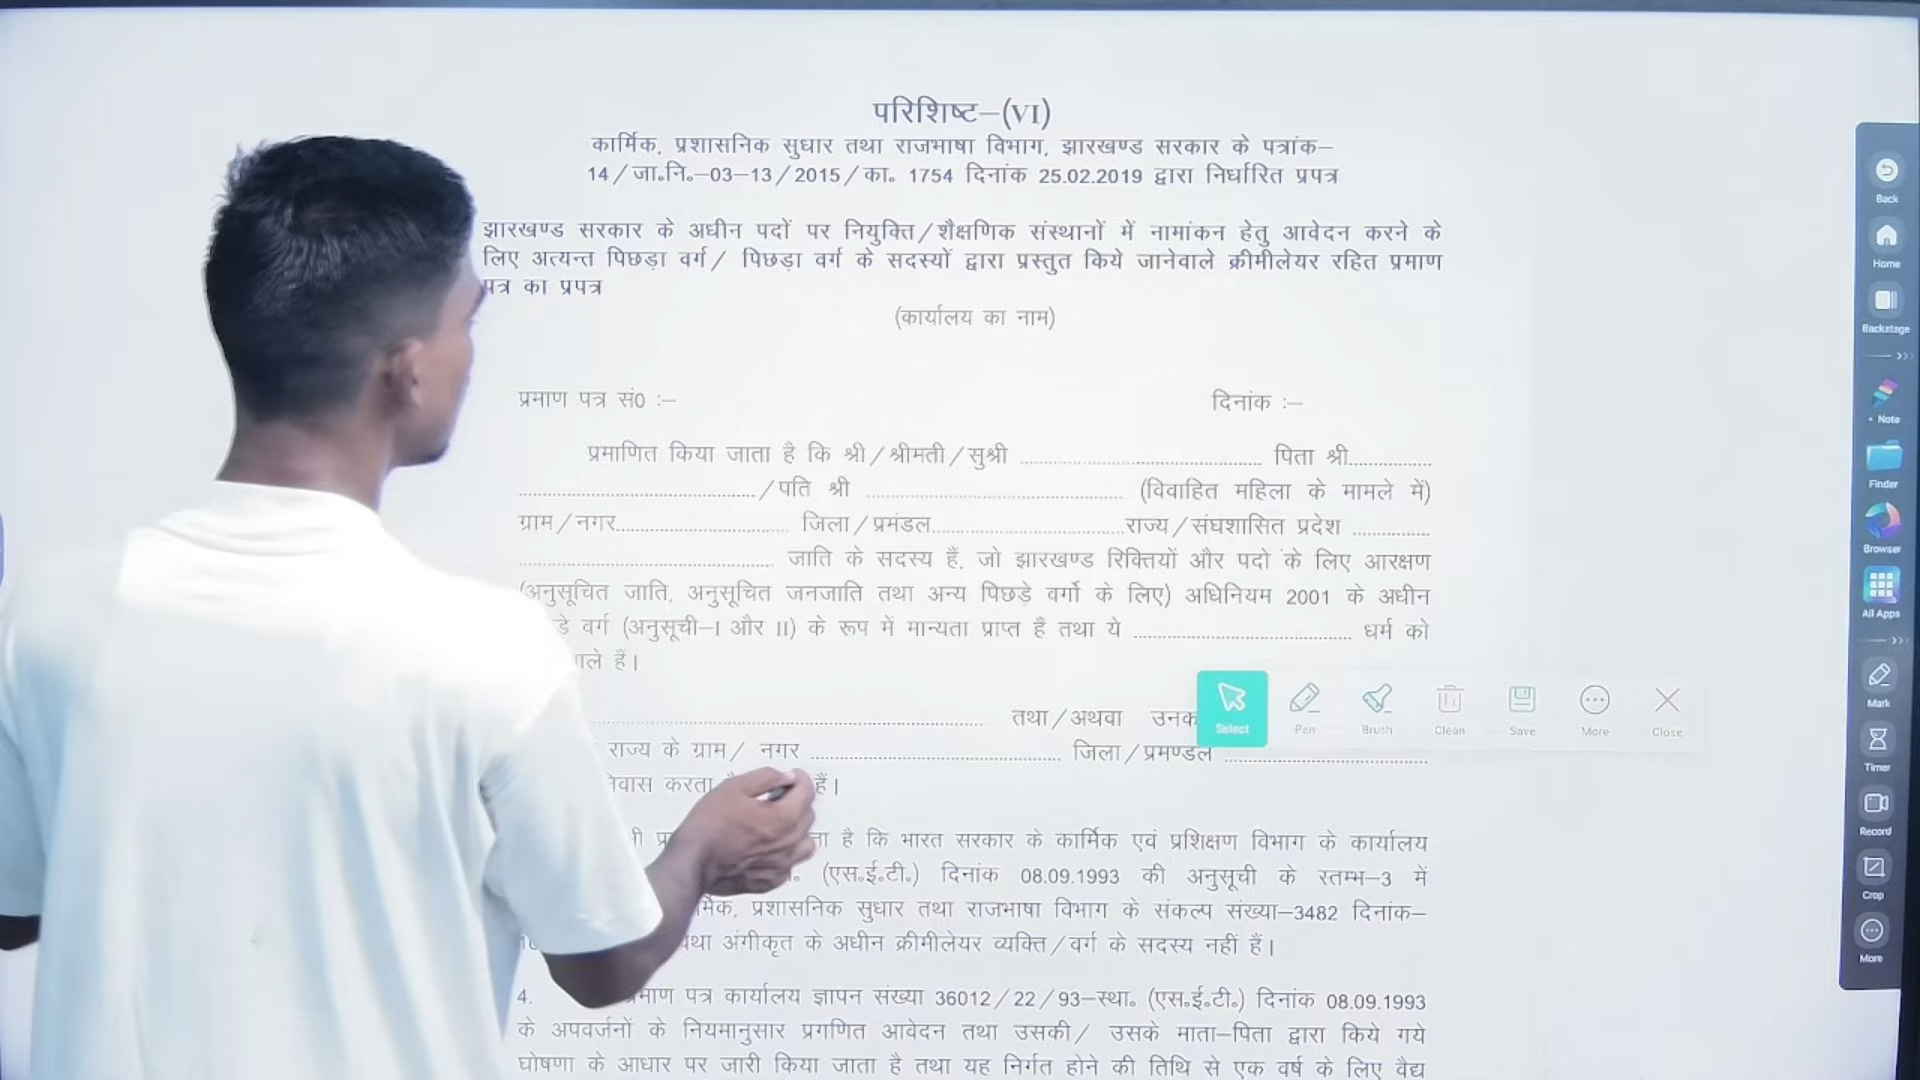 परिशिष्ट–(VI)
कार्मिक, प्रशासनिक सुधार तथा राजभाषा विभाग, झारखण्ड सरकार के पत्रांक–
14/जा॰नि॰–03–13/2015/का॰ 1754 दिनांक 25.02.2019 द्वारा निर्धारित प्रपत्र
झारखण्ड सरकार के अधीन पदों पर नियुक्ति/शैक्षणिक संस्थानों में नामांकन हेतु आवेदन करने के
लिए अत्यन्त पिछड़ा वर्ग/ पिछड़ा वर्ग के सदस्यों द्वारा प्रस्तुत किये जानेवाले क्रीमीलेयर रहित प्रमाण
पत्र का प्रपत्र
(कार्यालय का नाम)
प्रमाण पत्र सं0 :– दिनांक :–
प्रमाणित किया जाता है कि श्री/श्रीमती/सुश्री ........................................ पिता श्री..............
......................................../पति श्री ........................................... (विवाहित महिला के मामले में)
ग्राम/नगर............................. जिला/प्रमंडल................................राज्य/संघशासित प्रदेश .............
........................................... जाति के सदस्य हैं, जो झारखण्ड रिक्तियों और पदो के लिए आरक्षण
(अनुसूचित जाति, अनुसूचित जनजाति तथा अन्य पिछड़े वर्गो के लिए) अधिनियम 2001 के अधीन
वर्ग (अनुसूची–I और II) के रूप में मान्यता प्राप्त हैं तथा ये ..................................... धर्म को
हैं।
................................................................. तथा/अथवा
राज्य के ग्राम/ नगर .......................................... जिला/प्रमण्डल ..................................
करता हैं।
है कि भारत सरकार के कार्मिक एवं प्रशिक्षण विभाग के कार्यालय
(एस॰ई॰टी॰) दिनांक 08.09.1993 की अनुसूची के स्तम्भ–3 में
प्रशासनिक सुधार तथा राजभाषा विभाग के संकल्प संख्या–3482 दिनांक–
अंगीकृत के अधीन क्रीमीलेयर व्यक्ति/वर्ग के सदस्य नहीं हैं।
4. पत्र कार्यालय ज्ञापन संख्या 36012/22/93–स्था॰ (एस॰ई॰टी॰) दिनांक 08.09.1993
के अपवर्जनों के नियमानुसार प्रगणित आवेदन तथा उसकी/ उसके माता–पिता द्वारा किये गये
घोषणा के आधार पर जारी किया जाता है तथा यह निर्गत होने की तिथि से एक वर्ष के लिए वैद्य
Select Pen Brush Clean Save More Close
Back
Home
Backstage
Note
Finder
Browser
All Apps
Mark
Timer
Record
Crop
More